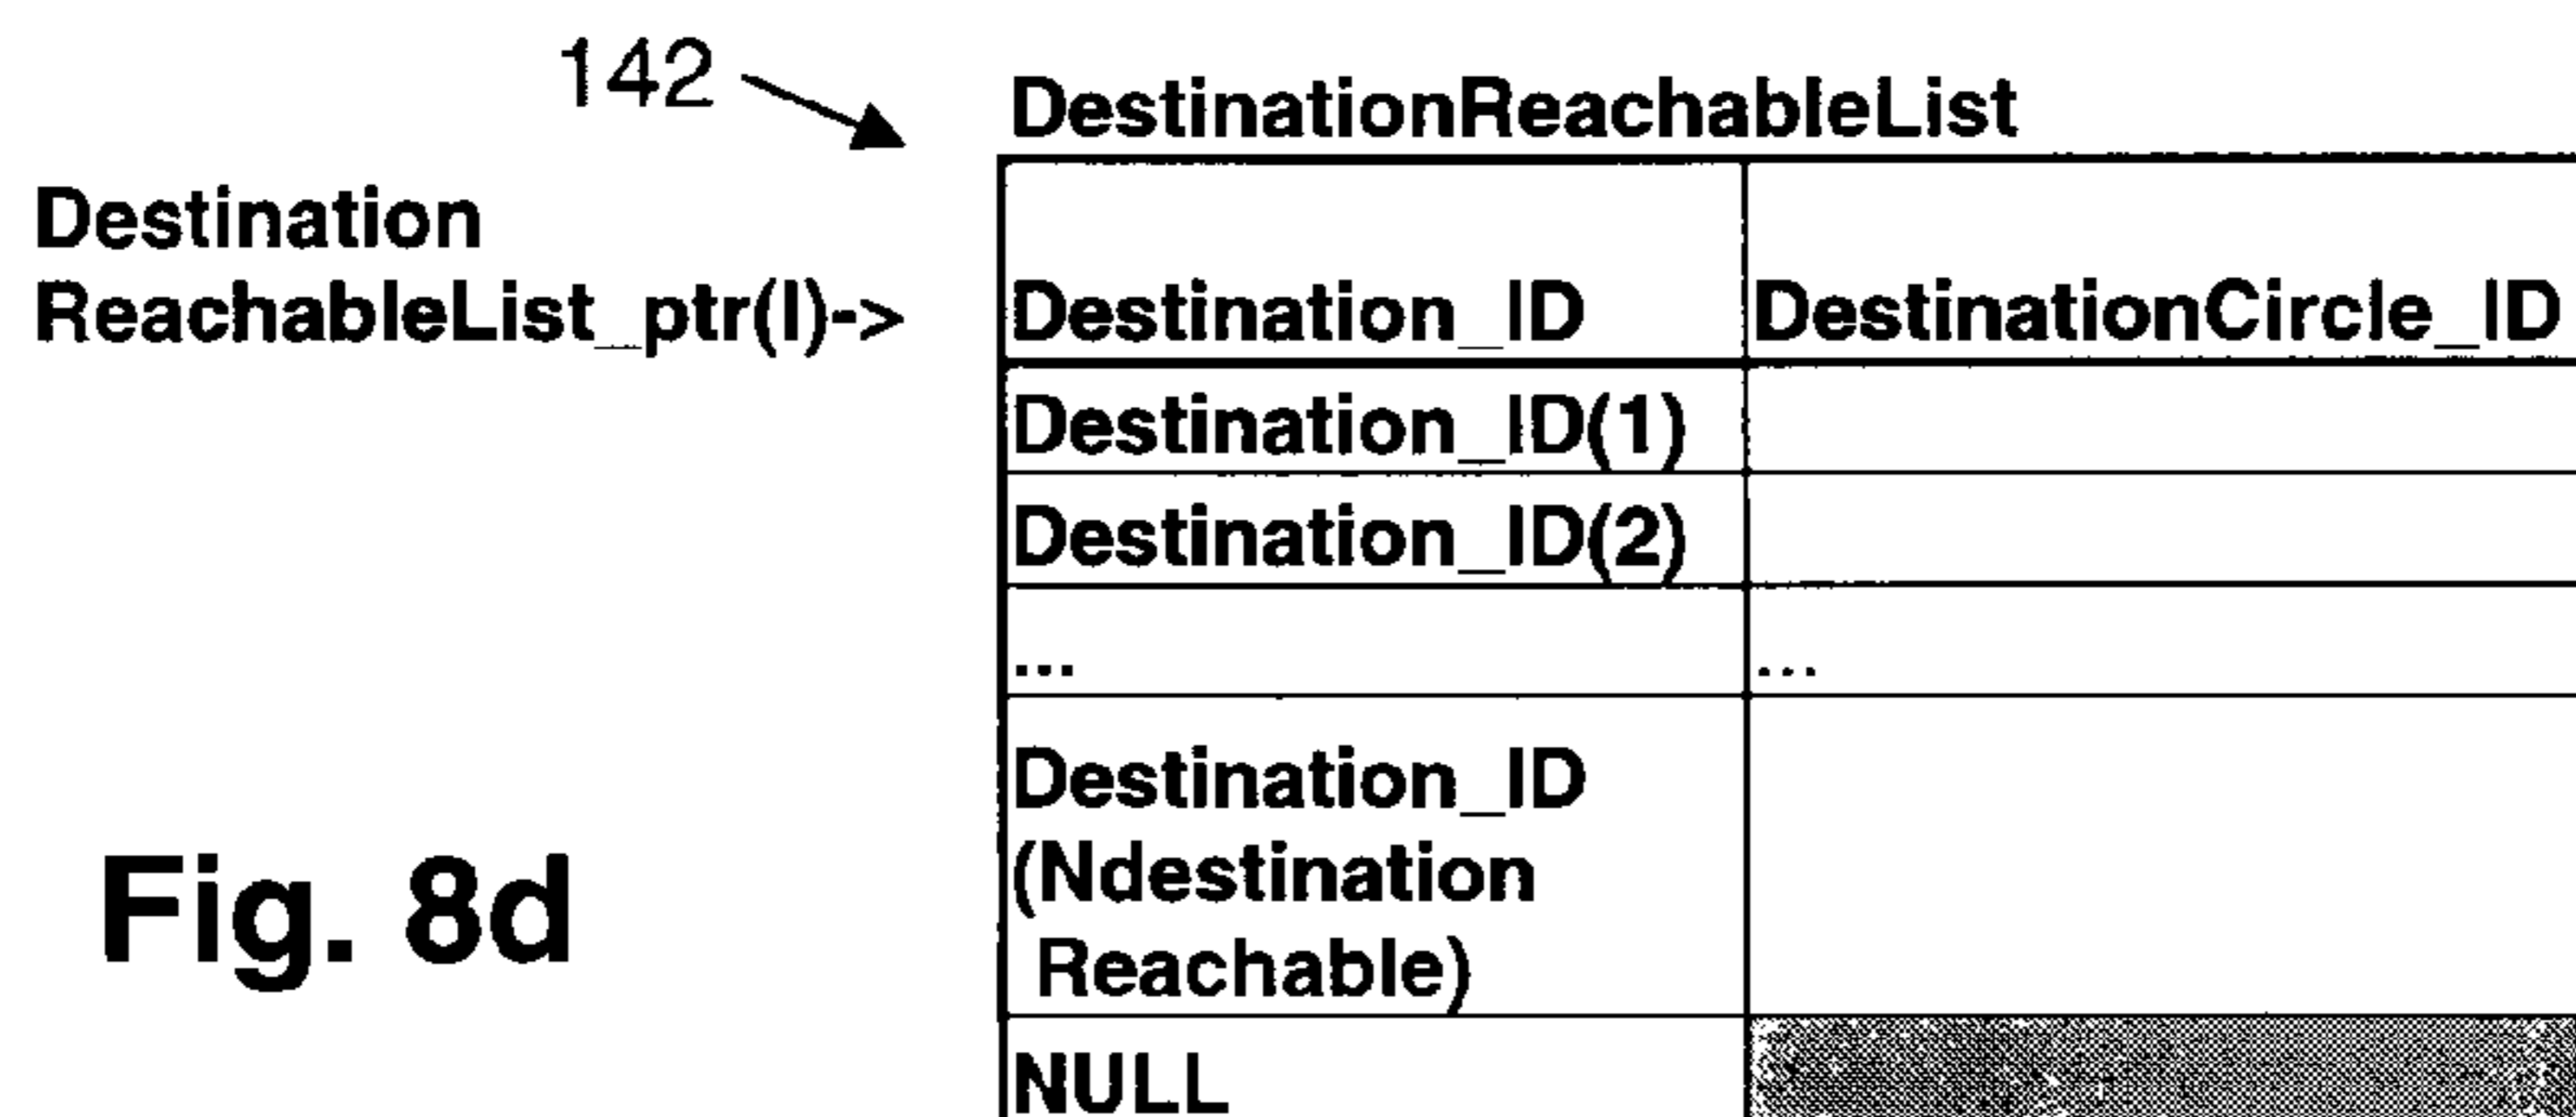 142
DestinationReachableList
Destination
ReachableList_ptr(I)->
Destination_ID
DestinationCircle_ID
Destination_ID(1)
Destination_ID(2)
...
...
Destination_ID
(Ndestination
Reachable)
NULL
Fig. 8d